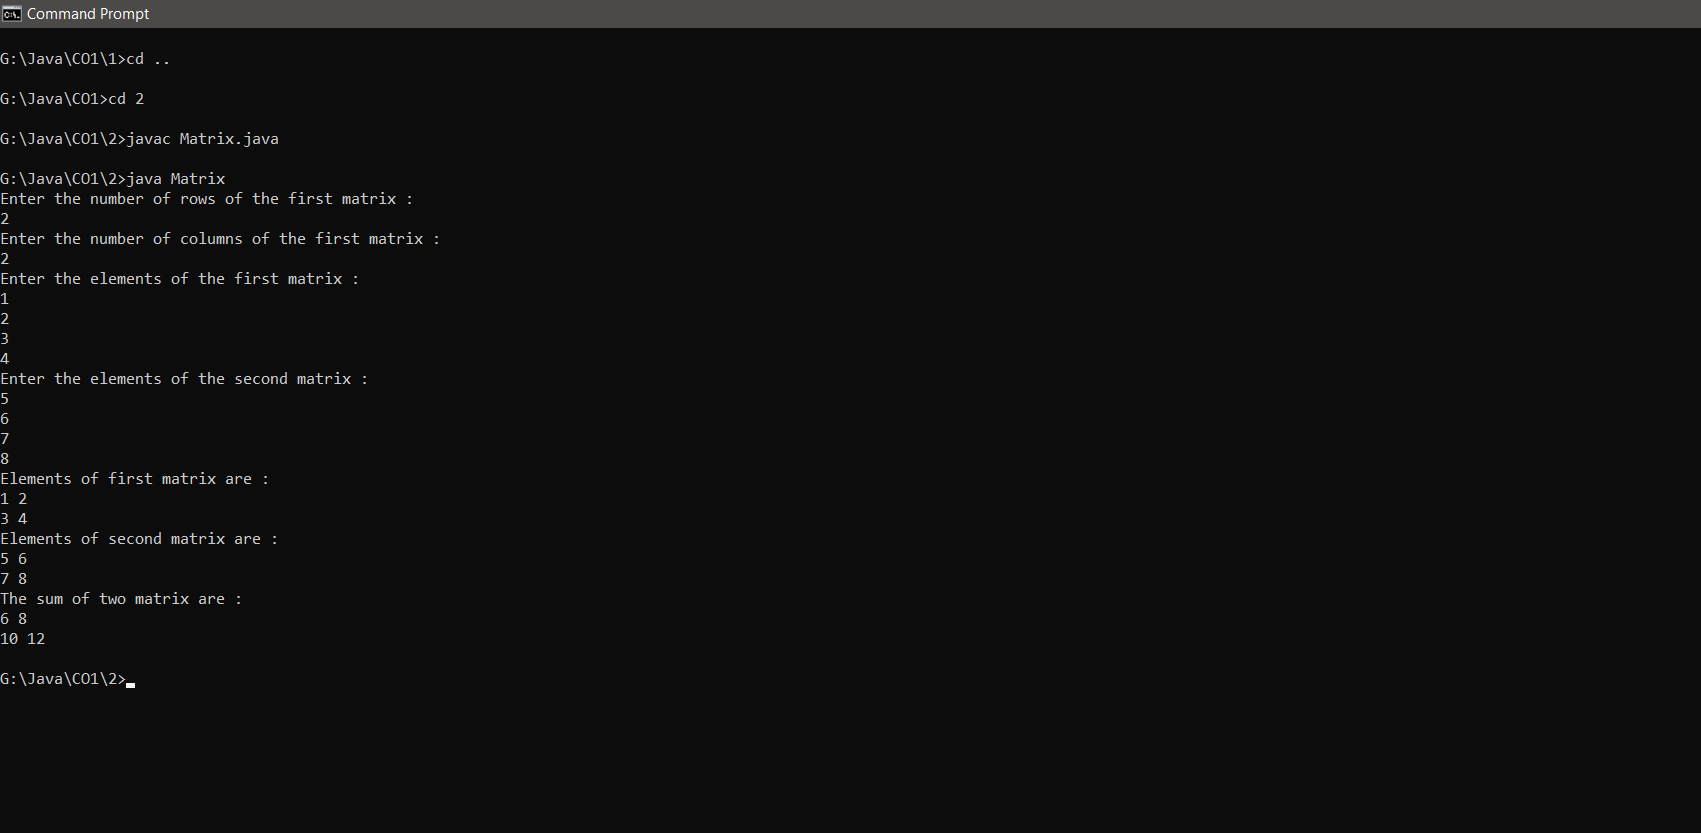 Command Prompt
G:\Java\CO1\1>cd ..
G:\Java\CO1>cd 2
G:\Java\CO1\2>javac Matrix.java
G:\Java\CO1\2>java Matrix
Enter the number of rows of the first matrix :
2
Enter the number of columns of the first matrix :
2
Enter the elements of the first matrix :
1
2
3
4
Enter the elements of the second matrix :
5
6
7
8
Elements of first matrix are :
1 2
3 4
Elements of second matrix are :
5 6
7 8
The sum of two matrix are :
6 8
10 12
G:\Java\CO1\2>